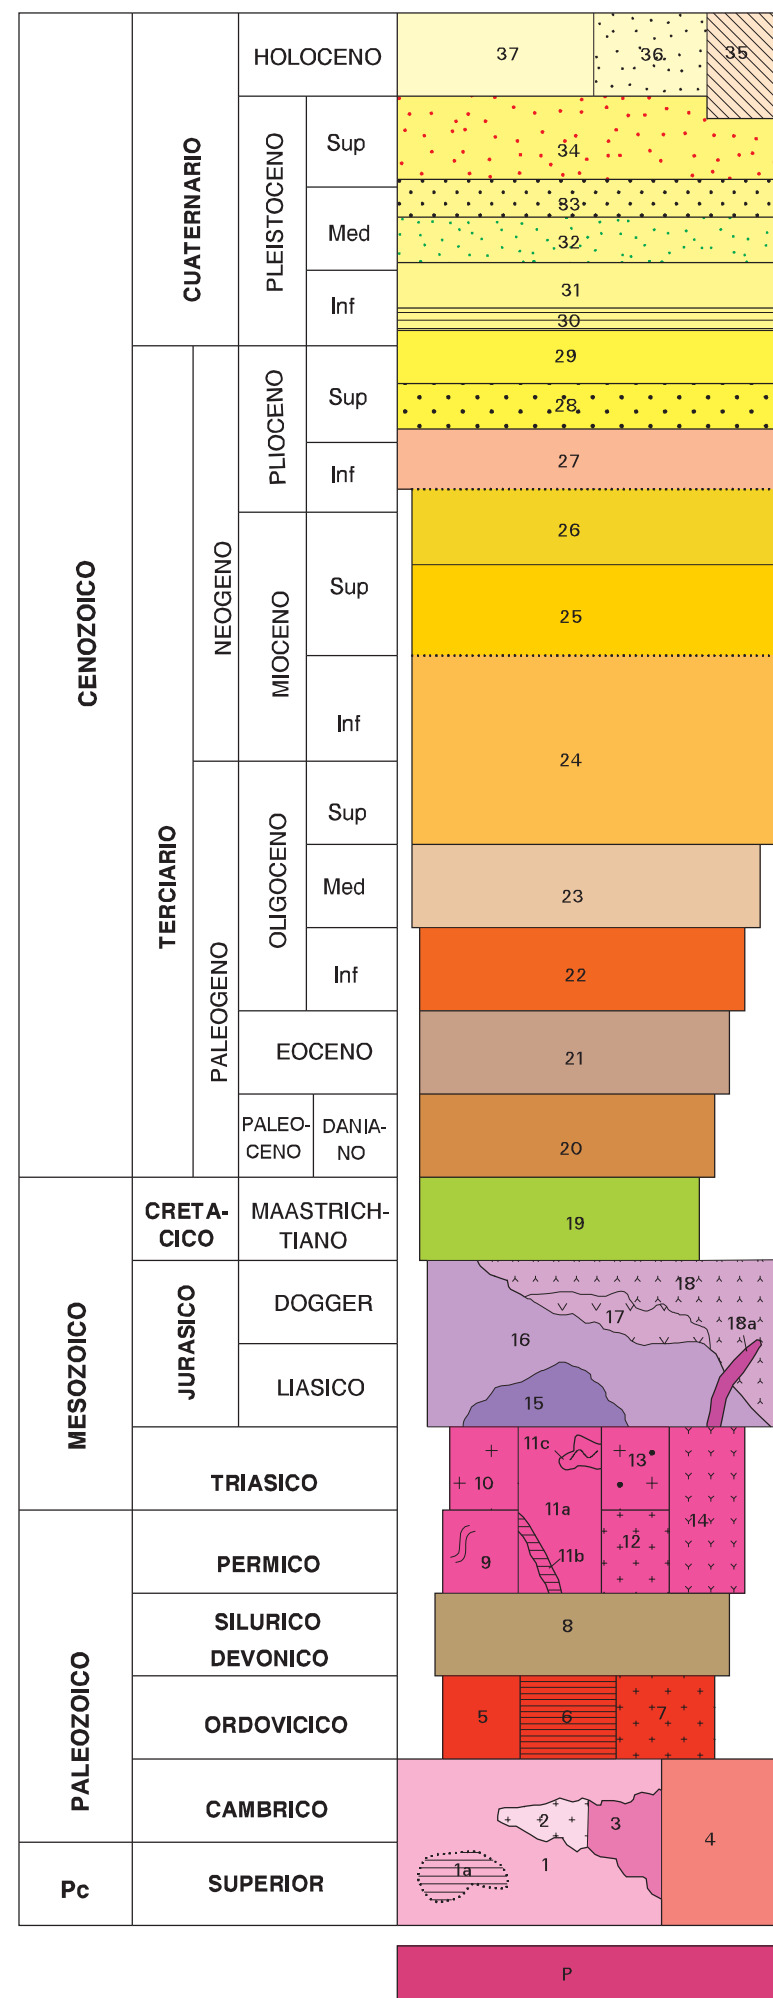 HOLOCENO
37
36
35
CENOZOICO
CUATERNARIO
PLEISTOCENO
Sup
34
33
Med
32
31
Inf
30
TERCIARIO
NEOGENO
PLIOCENO
29
Sup
28
27
Inf
MIOCENO
26
Sup
25
Inf
24
PALEOGENO
OLIGOCENO
Sup
Med
23
Inf
22
EOCENO
21
PALEO-
CENO
DANIA-
NO
20
MESOZOICO
CRETA-
CICO
MAASTRICH-
TIANO
19
JURASICO
DOGGER
18
17
18a
16
LIASICO
15
TRIASICO
11c
13
10
11a
14
PALEOZOICO
PERMICO
12
11b
9
SILURICO
DEVONICO
8
ORDOVICICO
5
6
7
CAMBRICO
2
3
4
1
1a
Pc
SUPERIOR
P